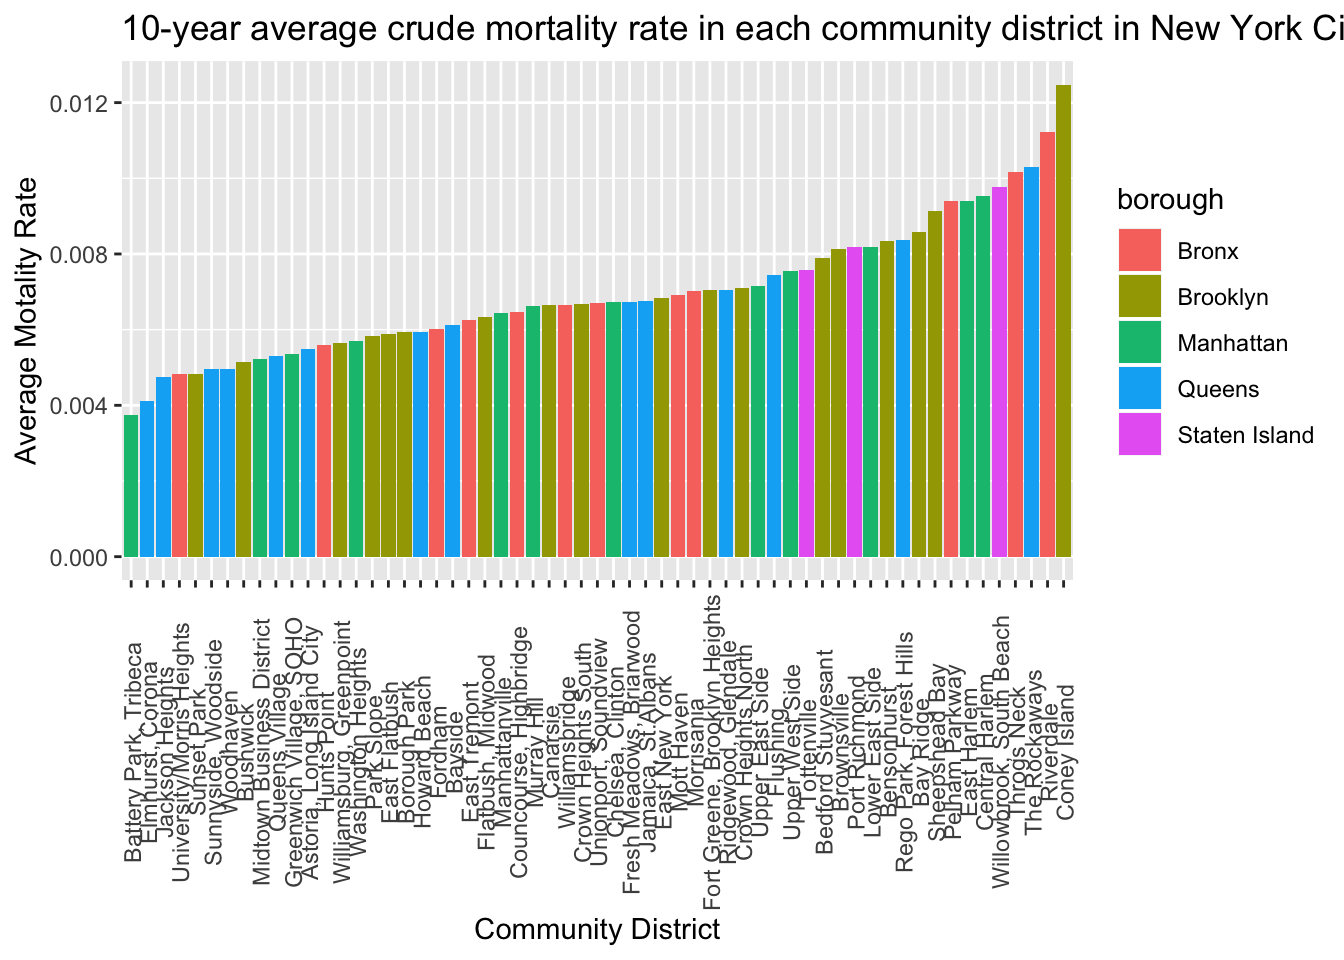 10-year average crude mortality rate in each community district in New York Ci
Average Motality Rate
0.012
0.008
0.004
0.000
Battery Park, Tribeca
Elmhurst, Corona
Jackson Heights
University/Morris Heights
Sunset Park
Sunnyside, Woodside
Woodhaven
Bushwick
Midtown Business District
Queens Village
Greenwich Village, SOHO
Astoria, Long Island City
Hunts Point
Williamsburg, Greenpoint
Washington Heights
Park Slope
East Flatbush
Borough Park
Howard Beach
Fordham
Bayside
East Tremont
Flatbush, Midwood
Manhattanville
Councourse, Highbridge
Murray Hill
Canarsie
Williamsbridge
Crown Heights South
Unionport, Soundview
Chelsea, Clinton
Fresh Meadows, Briarwood
Jamaica, St. Albans
East New York
Mott Haven
Morrisania
Fort Greene, Brooklyn Heights
Ridgewood, Glendale
Crown Heights North
Upper East Side
Flushing
Upper West Side
Tottenville
Bedford Stuyvesant
Brownsville
Port Richmond
Lower East Side
Bensonhurst
Rego Park, Forest Hills
Bay Ridge
Sheepshead Bay
Pelham Parkway
East Harlem
Central Harlem
Willowbrook, South Beach
Throgs Neck
The Rockaways
Riverdale
Coney Island
Community District
borough
Bronx
Brooklyn
Manhattan
Queens
Staten Island